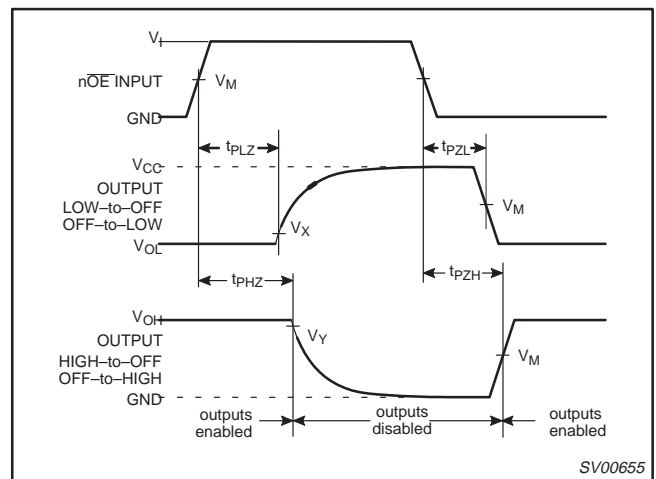 VI
nOE INPUT
VM
GND
tPLZ
tPZL
VCC
OUTPUT
LOW–to–OFF
OFF–to–LOW
VM
VX
VOL
tPHZ
tPZH
VOH
VY
OUTPUT
HIGH–to–OFF
OFF–to–HIGH
VM
GND
outputs
enabled
outputs
disabled
outputs
enabled
SV00655